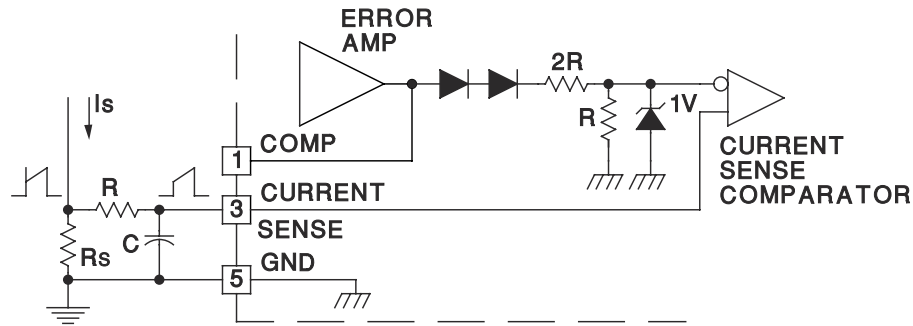 ERROR
AMP
2R
Is
R
1V
COMP
1
CURRENT
SENSE
COMPARATOR
R
CURRENT
3
SENSE
C
Rs
GND
5